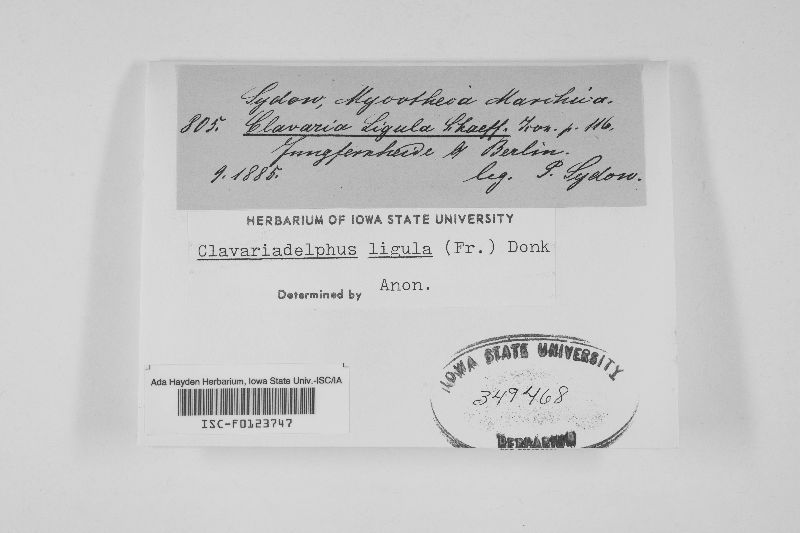 Sydow, Mycotheca Marchica.
805. Clavaria Ligula Schaeff. Icon. p. 116.
Jungfernheide b/ Berlin.
9. 1885. leg. P. Sydow.
HERBARIUM OF IOWA STATE UNIVERSITY
Clavariadelphus ligula (Fr.) Donk
Determined by Anon.
Ada Hayden Herbarium, Iowa State Univ.-ISC/IA
ISC-F0123747
IOWA STATE UNIVERSITY
349468
HERBARIUM